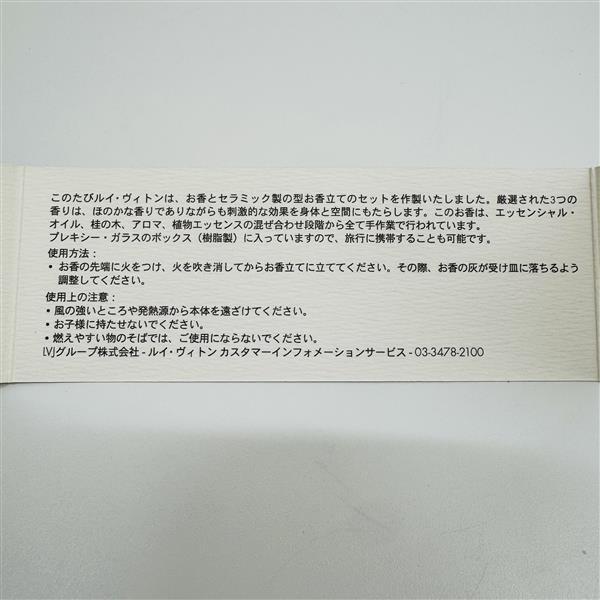 このたびルイ・ヴィトンは、お香とセラミック製の型お香立てのセットを作製いたしました。厳選された3つの
香りは、ほのかな香りでありながらも刺激的な効果を身体と空間にもたらします。このお香は、エッセンシャル・
オイル、桂の木、アロマ、植物エッセンスの混ぜ合わせ段階から全て手作業で行われています。
プレキシー・ガラスのボックス（樹脂製）に入っていますので、旅行に携帯することも可能です。
使用方法：
• お香の先端に火をつけ、火を吹き消してからお香立てに立ててください。その際、お香の灰が受け皿に落ちるよう
調整してください。
使用上の注意：
• 風の強いところや発熱源から本体を遠ざけてください。
• お子様に持たせないでください。
• 燃えやすい物のそばでは、ご使用にならないでください。
LVJグループ株式会社 - ルイ・ヴィトン カスタマーインフォメーションサービス - 03-3478-2100